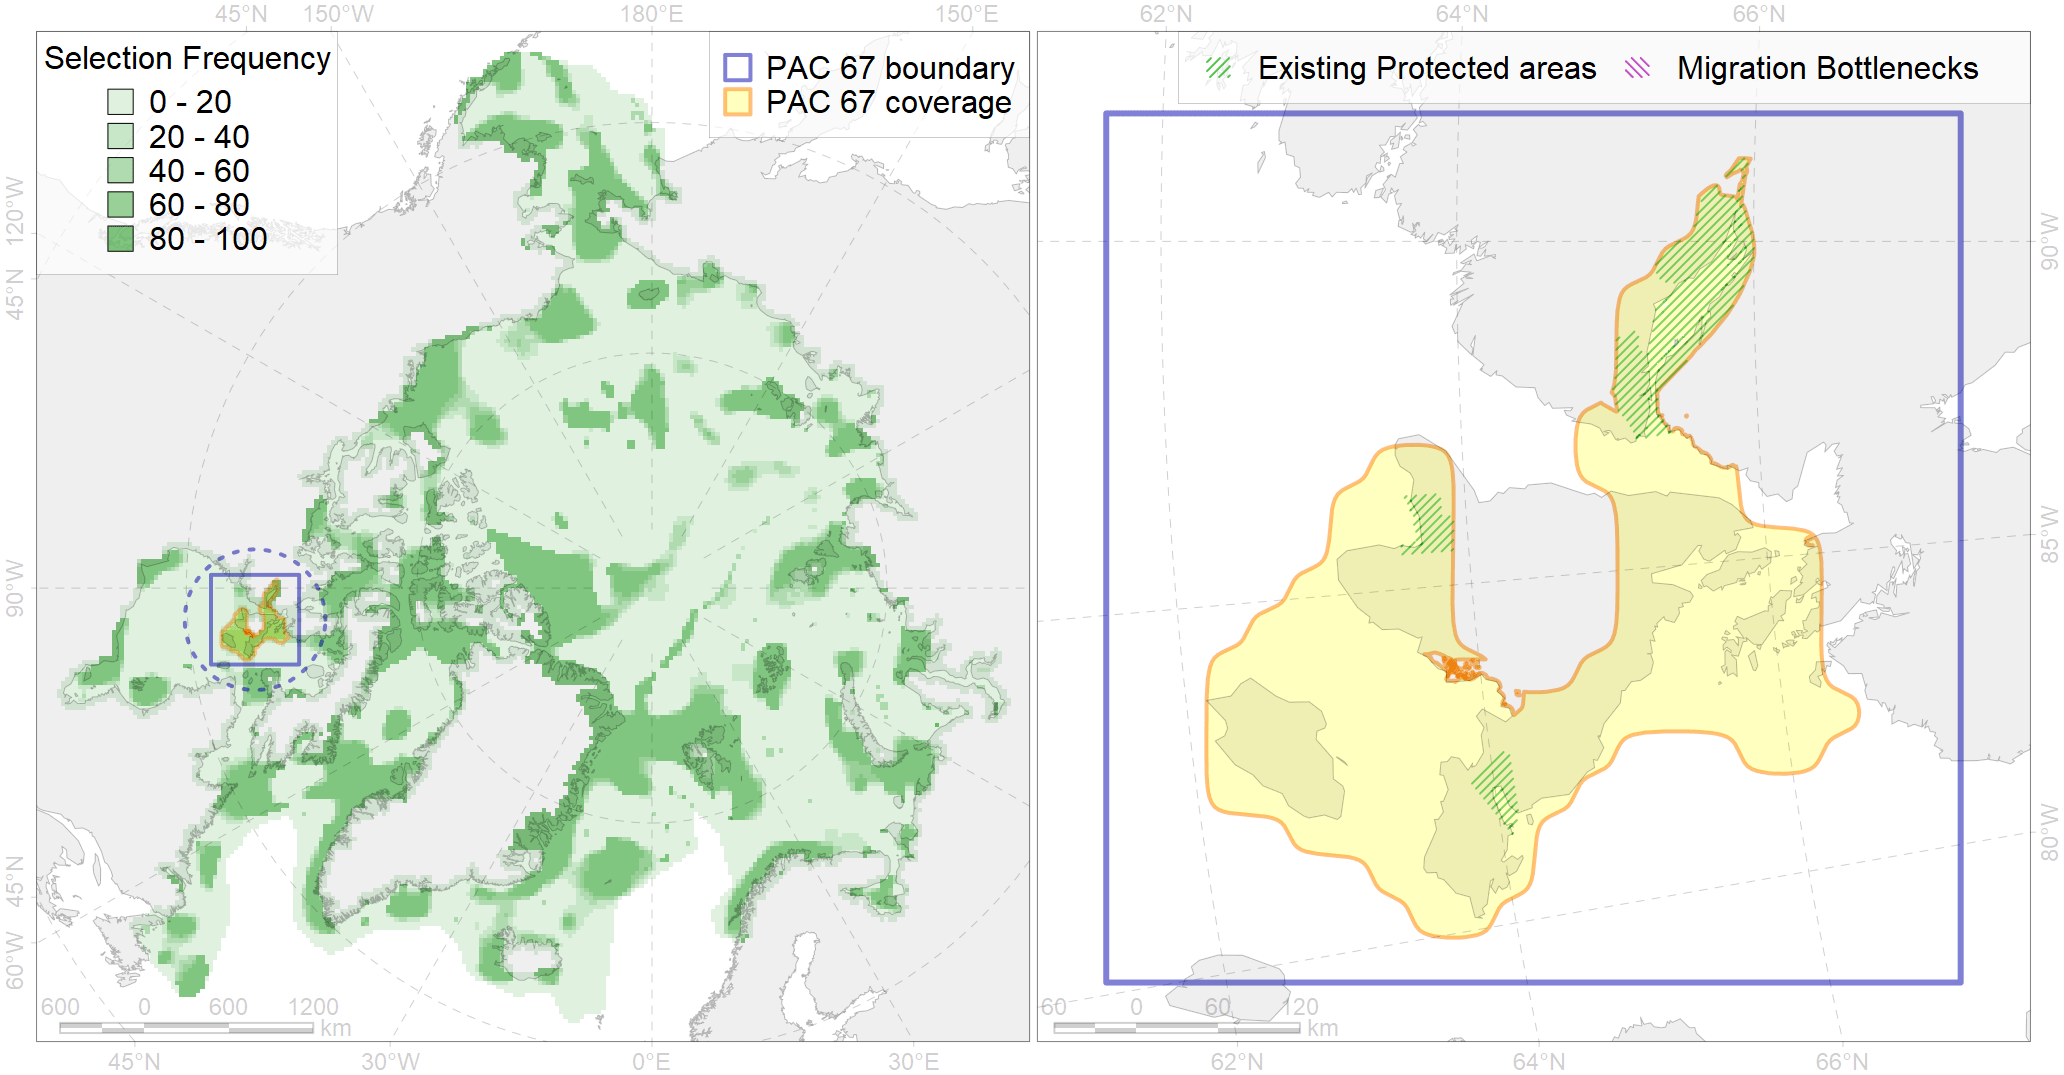 45°N 150°W 180°E 150°E 62°N 64°N 66°N
Selection Frequency
0 - 20
20 - 40
40 - 60
60 - 80
80 - 100
PAC 67 boundary
PAC 67 coverage
Existing Protected areas Migration Bottlenecks
120°W
45°N
90°W
45°N
60°W
90°W
85°W
80°W
600 0 600 1200
km
60 0 60 120
km
45°N 30°W 0°E 30°E 62°N 64°N 66°N